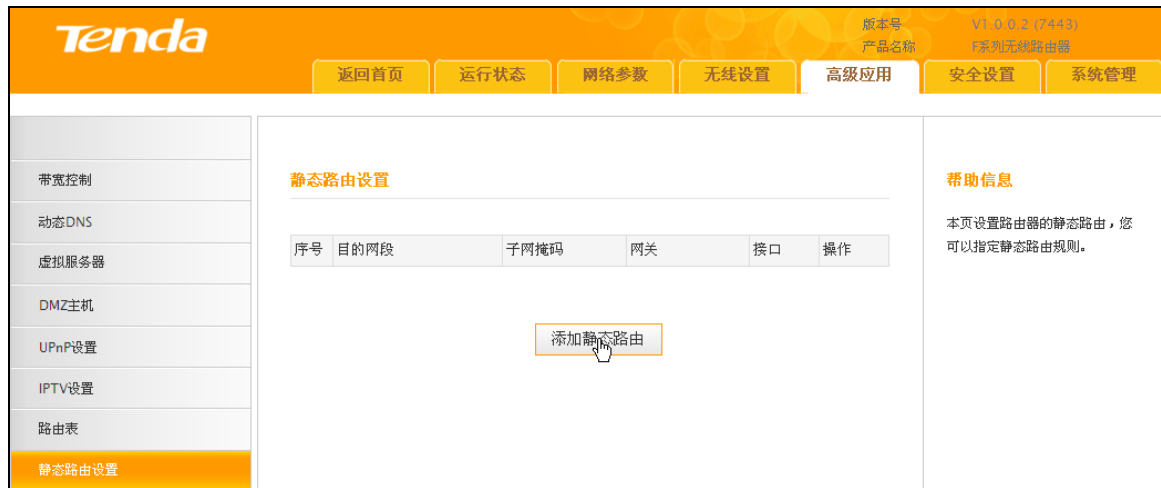 Tenda
版本号 V1.0.0.2 (7443)
产品名称 F系列无线路由器
返回首页 运行状态 网络参数 无线设置 高级应用 安全设置 系统管理
带宽控制
动态DNS
虚拟服务器
DMZ主机
UPnP设置
IPTV设置
路由表
静态路由设置
静态路由设置
序号 目的网段 子网掩码 网关 接口 操作
添加静态路由
帮助信息
本页设置路由器的静态路由，您
可以指定静态路由规则。